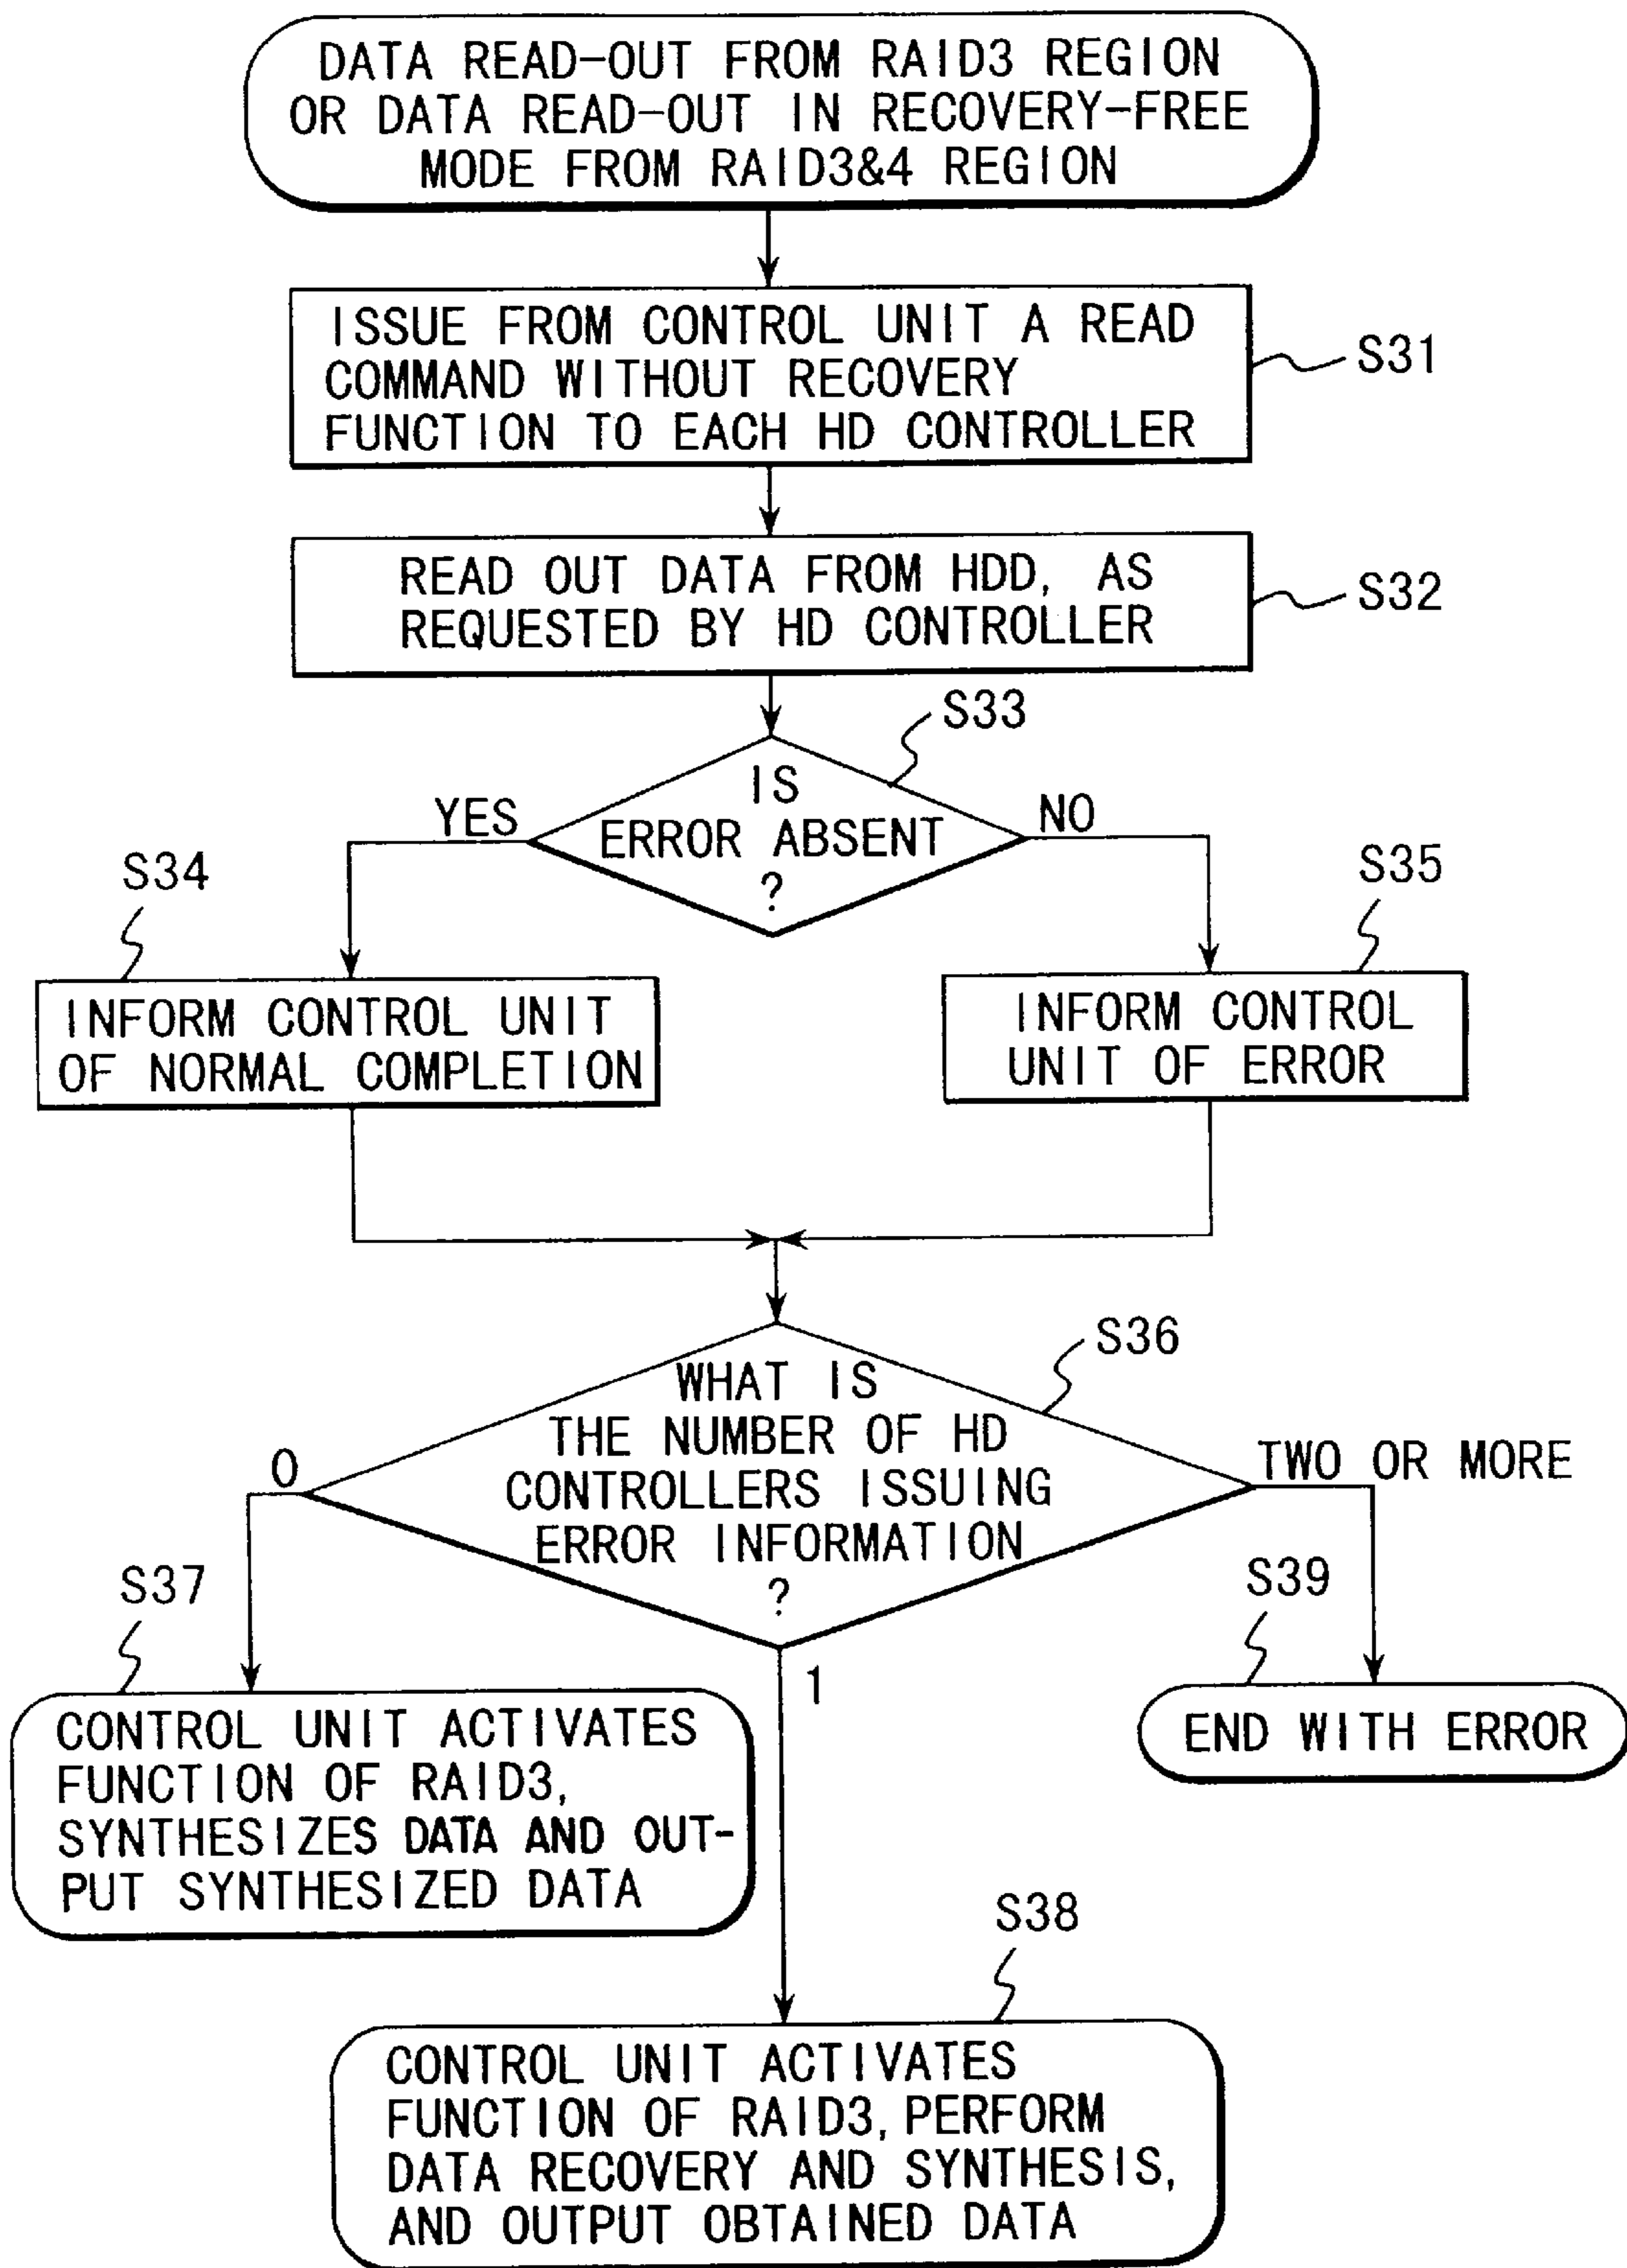 DATA READ-OUT FROM RAID3 REGION
OR DATA READ-OUT IN RECOVERY-FREE
MODE FROM RAID3&4 REGION
ISSUE FROM CONTROL UNIT A READ
COMMAND WITHOUT RECOVERY
FUNCTION TO EACH HD CONTROLLER
S31
READ OUT DATA FROM HDD, AS
REQUESTED BY HD CONTROLLER
S32
S33
IS
ERROR ABSENT
?
YES
NO
S34
S35
INFORM CONTROL UNIT
OF NORMAL COMPLETION
INFORM CONTROL
UNIT OF ERROR
S36
WHAT IS
THE NUMBER OF HD
CONTROLLERS ISSUING
ERROR INFORMATION
?
0
TWO OR MORE
1
S37
S39
CONTROL UNIT ACTIVATES
FUNCTION OF RAID3,
SYNTHESIZES DATA AND OUT-
PUT SYNTHESIZED DATA
END WITH ERROR
S38
CONTROL UNIT ACTIVATES
FUNCTION OF RAID3, PERFORM
DATA RECOVERY AND SYNTHESIS,
AND OUTPUT OBTAINED DATA